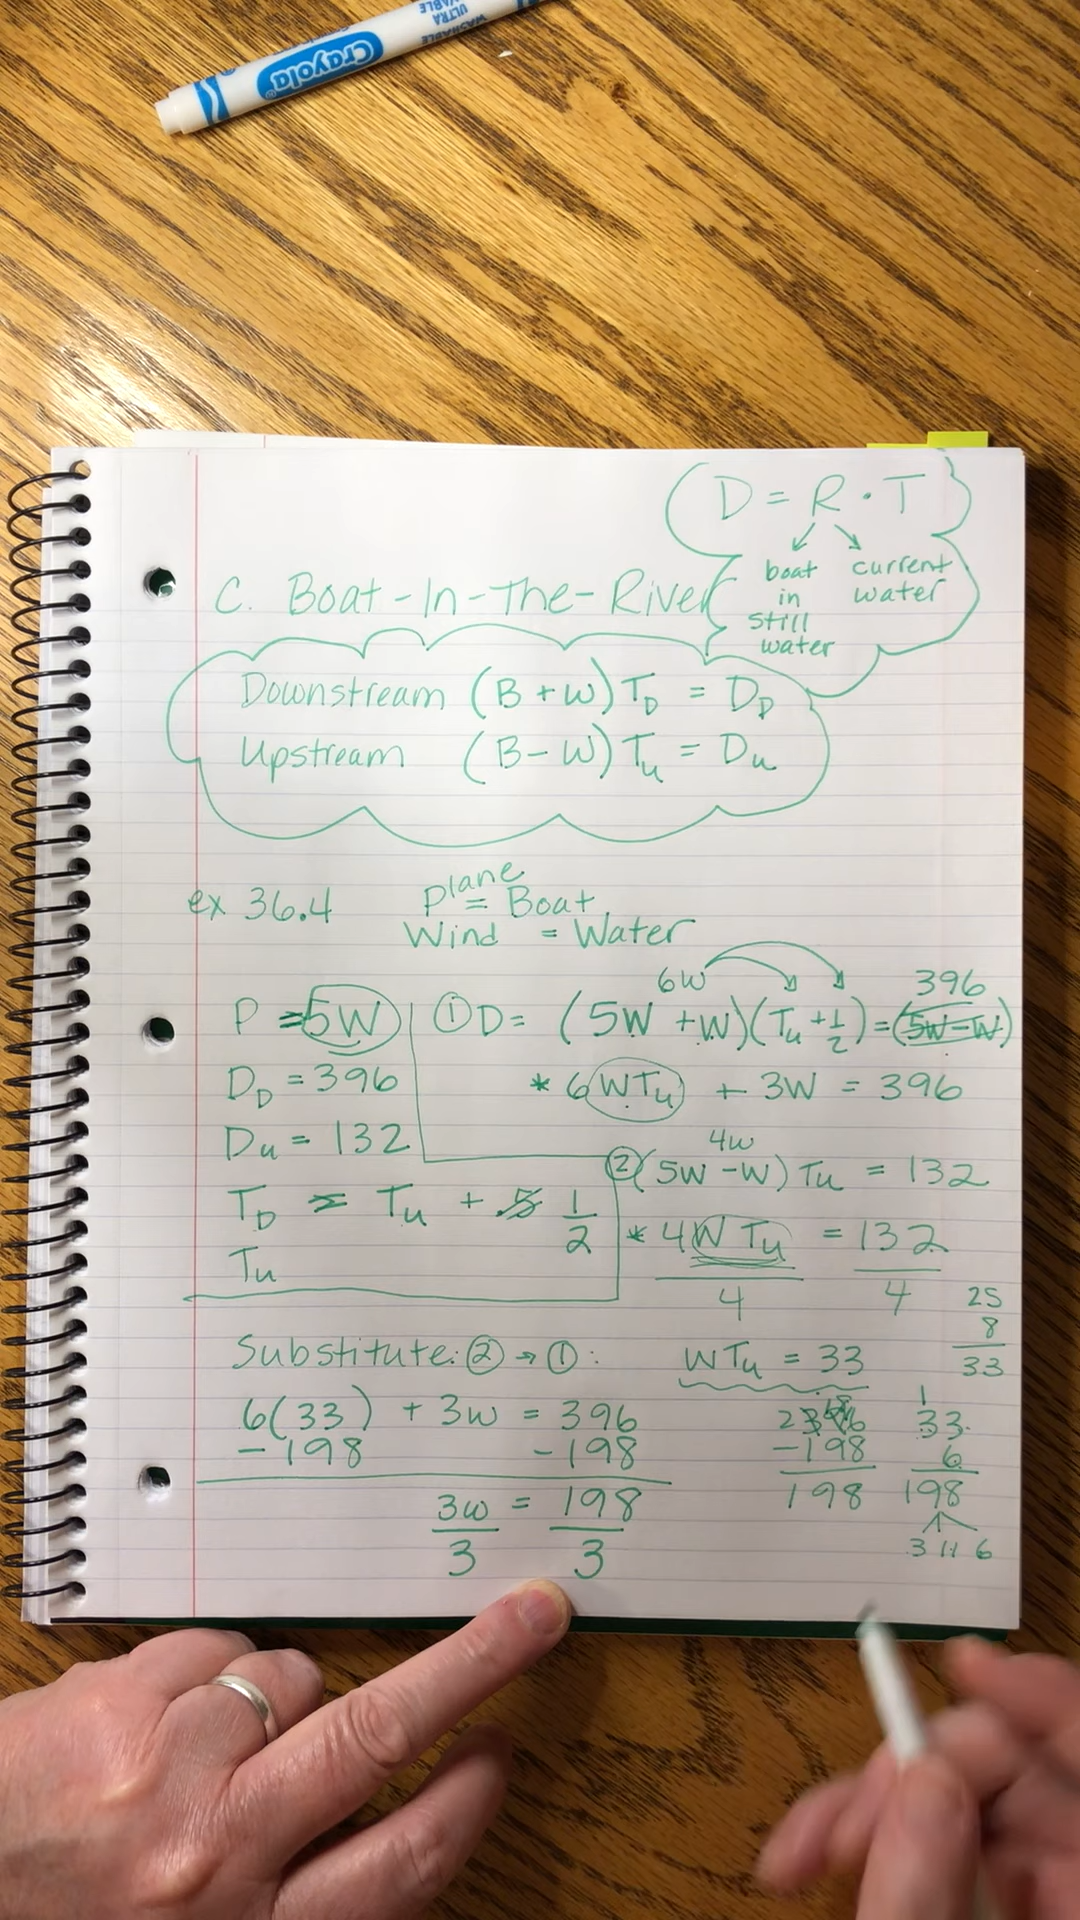 Crayola
ULTRA
WASHABLE
D = R · T
boat in still water
current water
C. Boat-In-The-River
Downstream (B + W) T_D = D_D
Upstream (B - W) T_u = D_u
ex 36.4
Plane = Boat
Wind = Water
P = 5W
D_D = 396
D_u = 132
T_D = T_u + .5 1/2
T_u
6W
396
① D = (5W + W)(T_u + 1/2) = (5W - W)
* 6WT_u + 3W = 396
4W
② (5W - W) T_u = 132
* 4W T_u = 132
4 4
25
8
33
WT_u = 33
Substitute: ② → ① :
6(33) + 3W = 396
-198 -198
3W = 198
3 3
-198
198
1
33
6
198
3 11 6